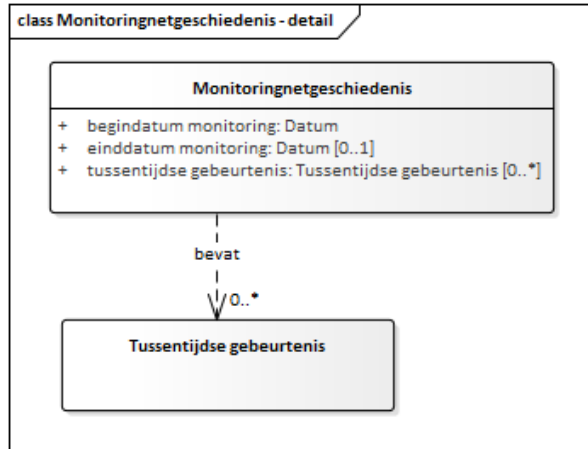 class Monitoringnetgeschiedenis - detail
Monitoringnetgeschiedenis
+ begindatum monitoring: Datum
+ einddatum monitoring: Datum [0..1]
+ tussentijdse gebeurtenis: Tussentijdse gebeurtenis [0..*]
bevat
0..*
Tussentijdse gebeurtenis